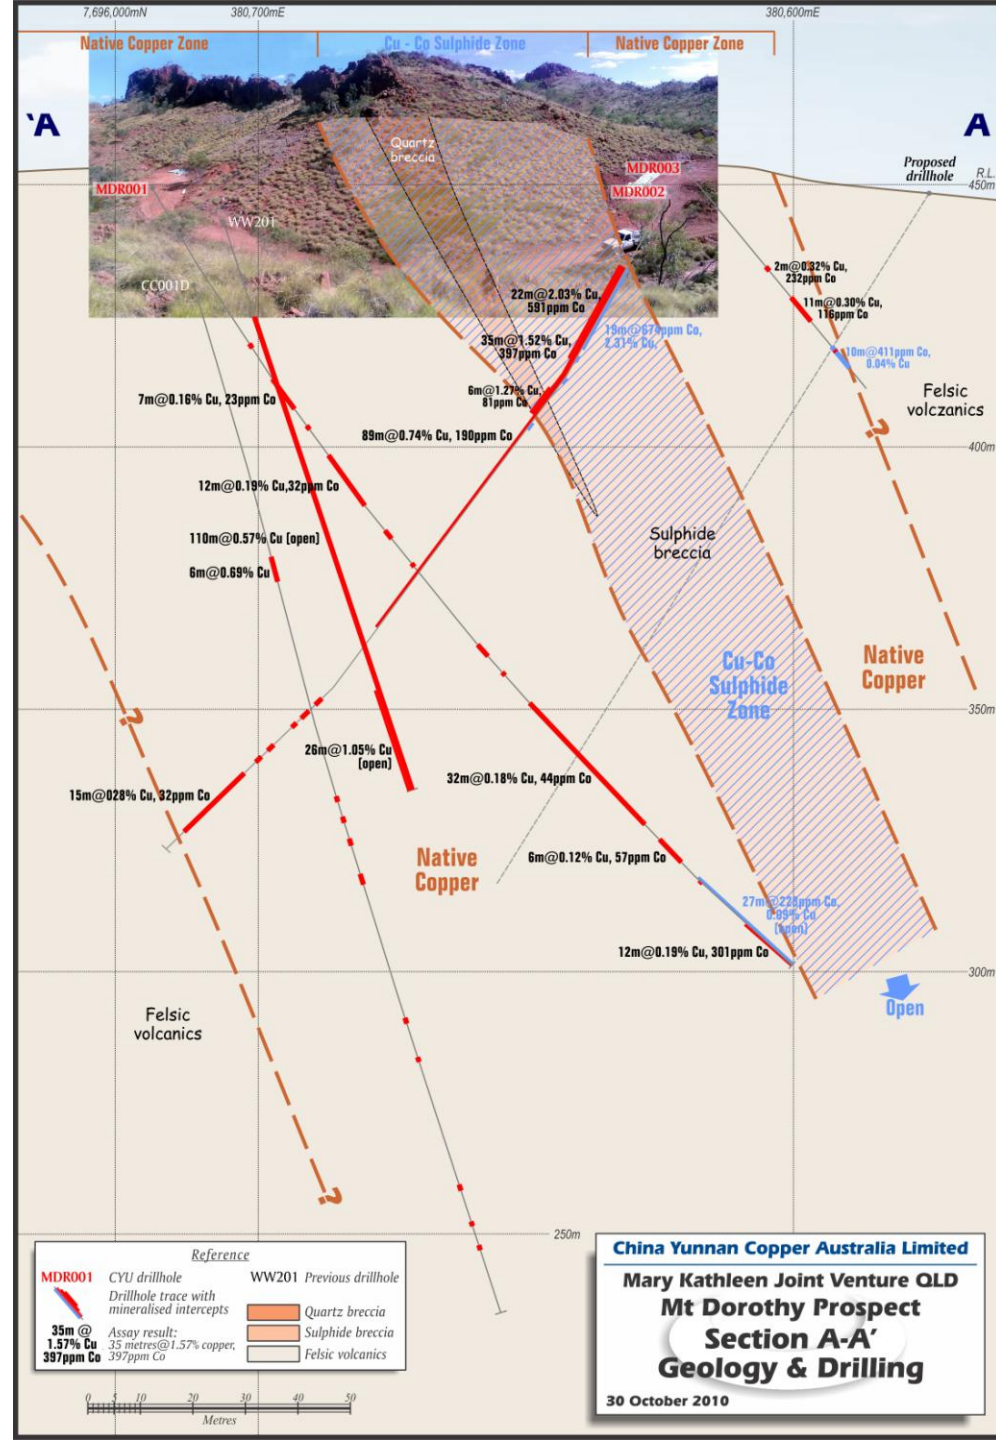 7,696,000mN
380,700mE
380,600mE
Native Copper Zone
Cu - Co Sulphide Zone
Native Copper Zone
'A
A
Quartz
breccia
MDR003
MDR002
MDR001
WW201
CC001D
Proposed
drillhole
R.L.
450m
2m@0.32% Cu,
232ppm Co
11m@0.30% Cu,
116ppm Co
10m@411ppm Co,
0.04% Cu
22m@2.03% Cu,
591ppm Co
19m@674ppm Co,
2.31% Cu,
35m@1.52% Cu,
397ppm Co
6m@1.27% Cu,
81ppm Co
89m@0.74% Cu, 190ppm Co
7m@0.16% Cu, 23ppm Co
Felsic
volczanics
?
400m
12m@0.19% Cu,32ppm Co
110m@0.57% Cu [open]
6m@0.69% Cu
Sulphide
breccia
Cu-Co
Sulphide
Zone
Native
Copper
?
350m
26m@1.05% Cu
[open]
15m@028% Cu, 32ppm Co
32m@0.18% Cu, 44ppm Co
Native
Copper
6m@0.12% Cu, 57ppm Co
0.09% Cu
[open]
12m@0.19% Cu, 301ppm Co
300m
Open
Felsic
volcanics
?
250m
Reference
MDR001 CYU drillhole
Drillhole trace with
mineralised intercepts
35m @
1.57% Cu
397ppm Co
Assay result:
35 metres@1.57% copper,
397ppm Co
WW201 Previous drillhole
Quartz breccia
Sulphide breccia
Felsic volcanics
0 5 10 20 30 40 50
Metres
China Yunnan Copper Australia Limited
Mary Kathleen Joint Venture QLD
Mt Dorothy Prospect
Section A-A'
Geology & Drilling
30 October 2010